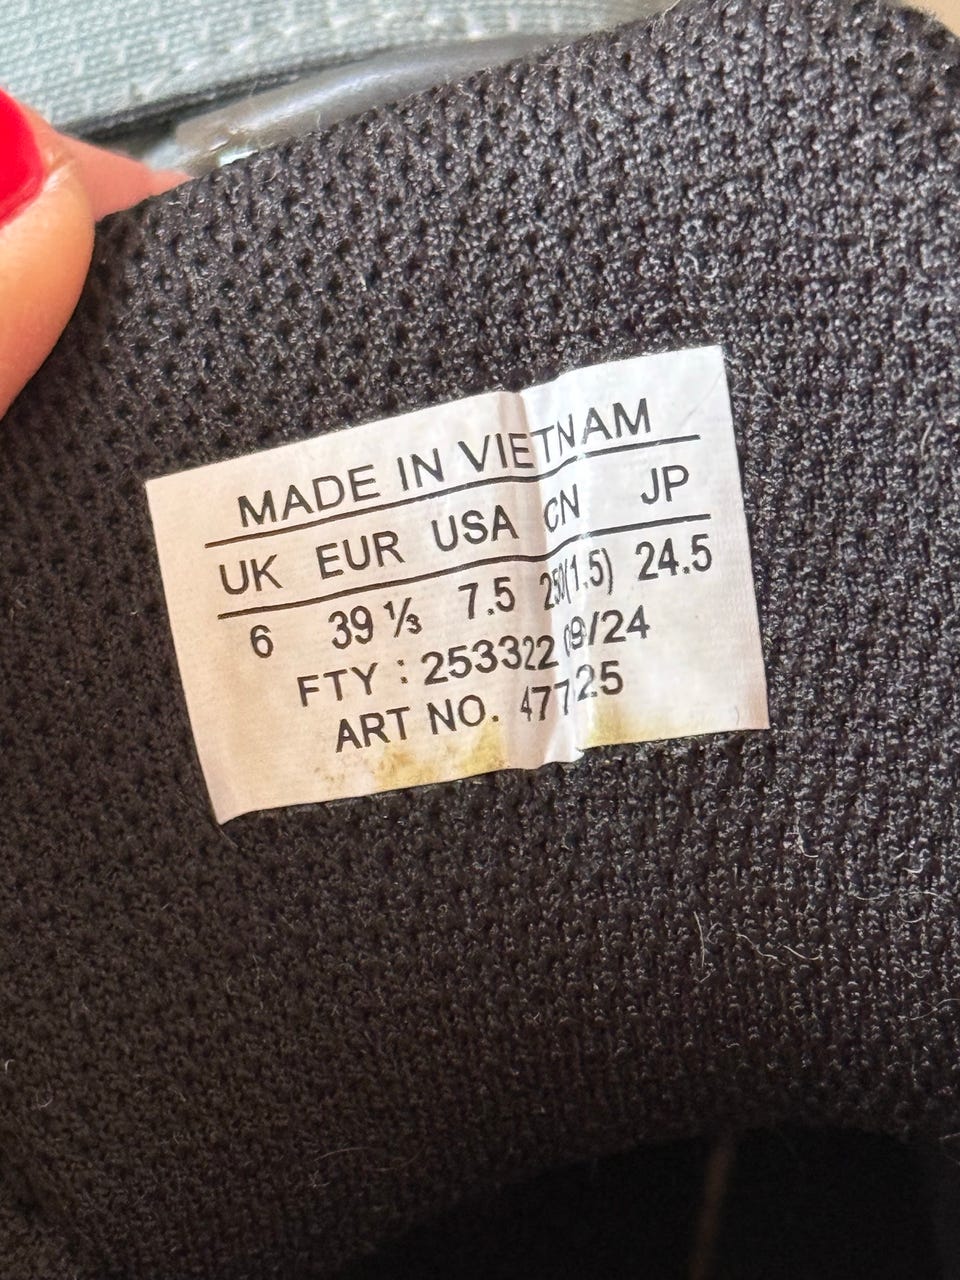 MADE IN VIETNAM
UK EUR USA CN JP
6 39 ⅓ 7.5 250(1.5) 24.5
FTY : 253322 09/24
ART NO. 47725